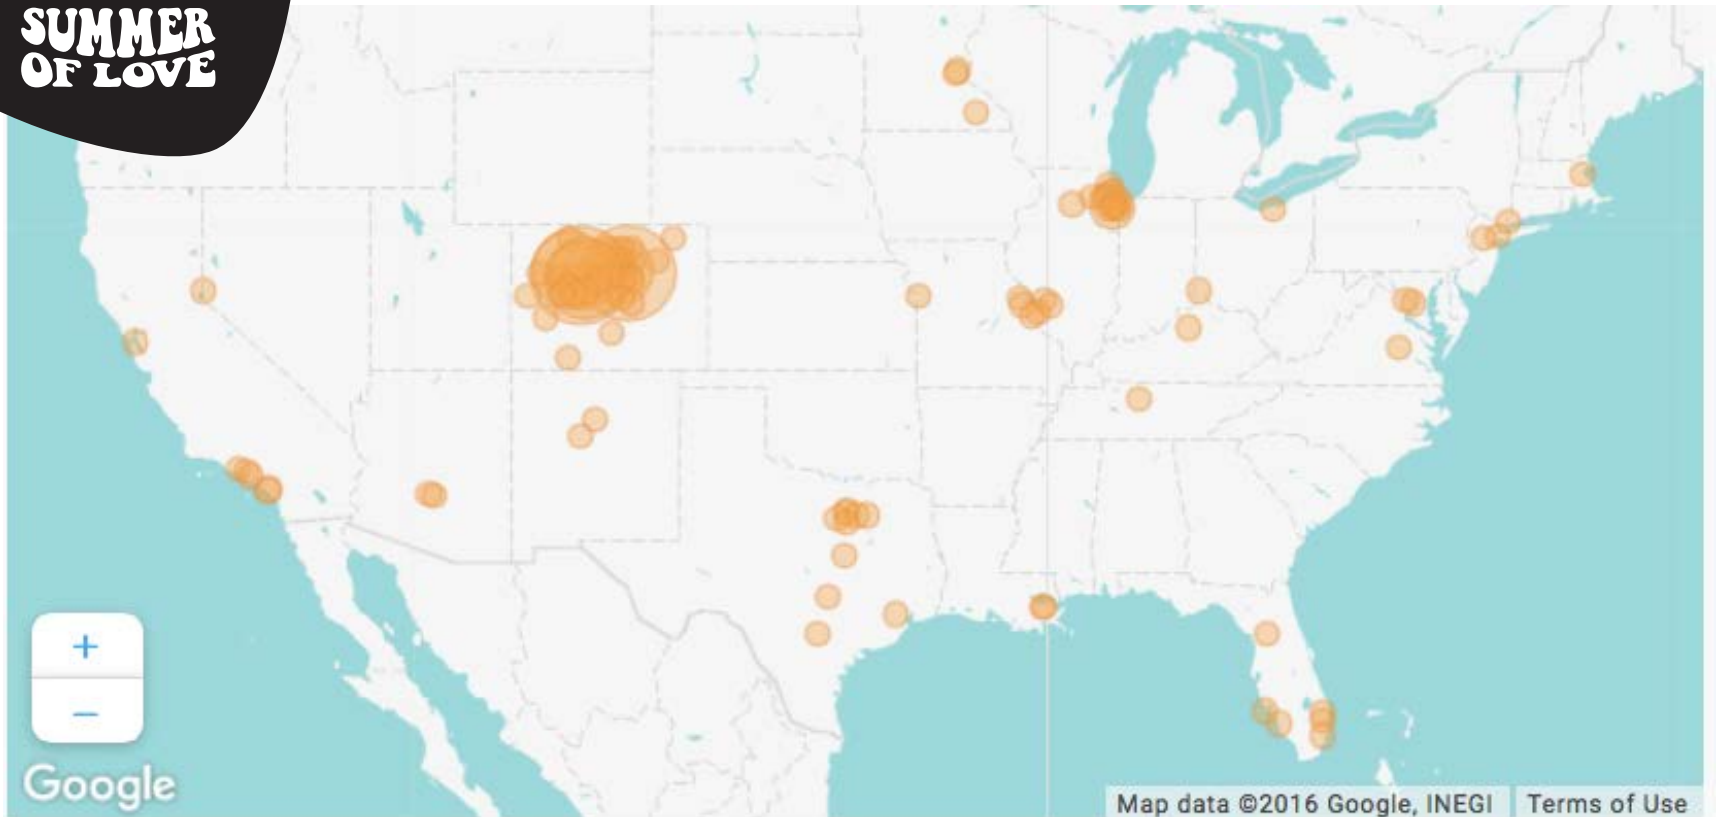 SUMMER
OF LOVE
+
−
Google
Map data ©2016 Google, INEGI
Terms of Use